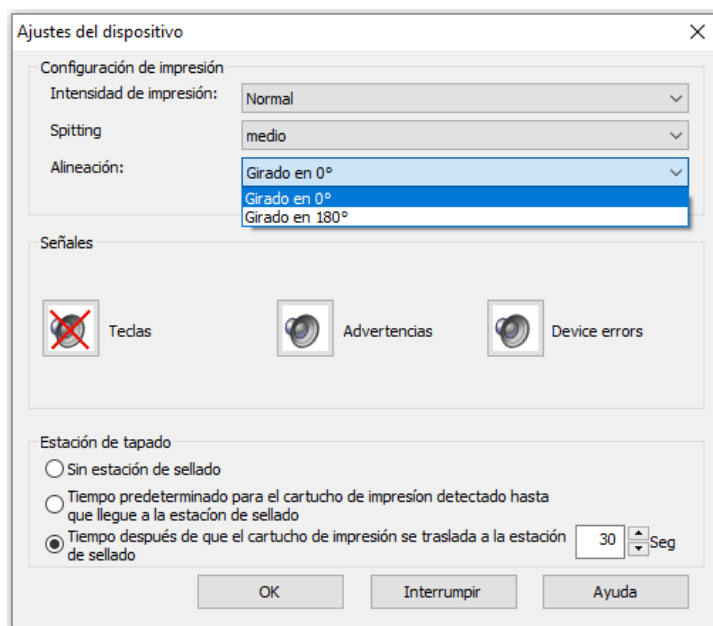 Ajustes del dispositivo
Configuración de impresión
Intensidad de impresión: Normal
Spitting medio
Alineación: Girado en 0°
Girado en 0°
Girado en 180°
Señales
Teclas Advertencias Device errors
Estación de tapado
Sin estación de sellado
Tiempo predeterminado para el cartucho de impresíon detectado hasta
que llegue a la estacíon de sellado
Tiempo después de que el cartucho de impresión se traslada a la estación
de sellado 30 Seg
OK Interrumpir Ayuda